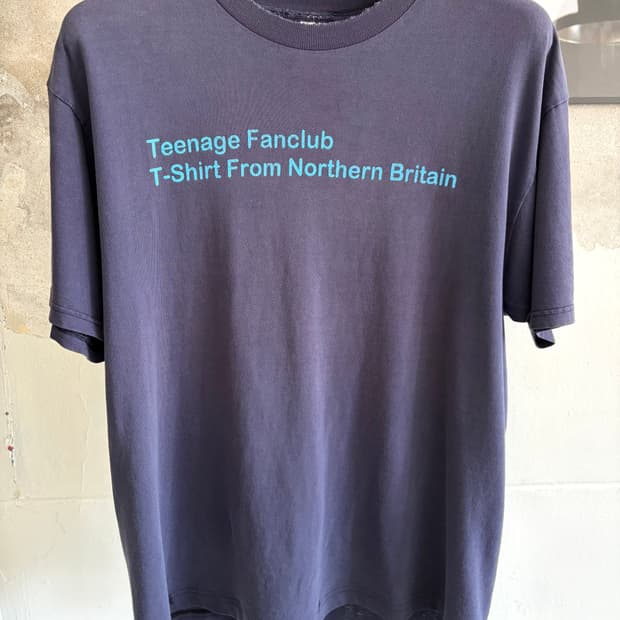 Teenage Fanclub
T-Shirt From Northern Britain